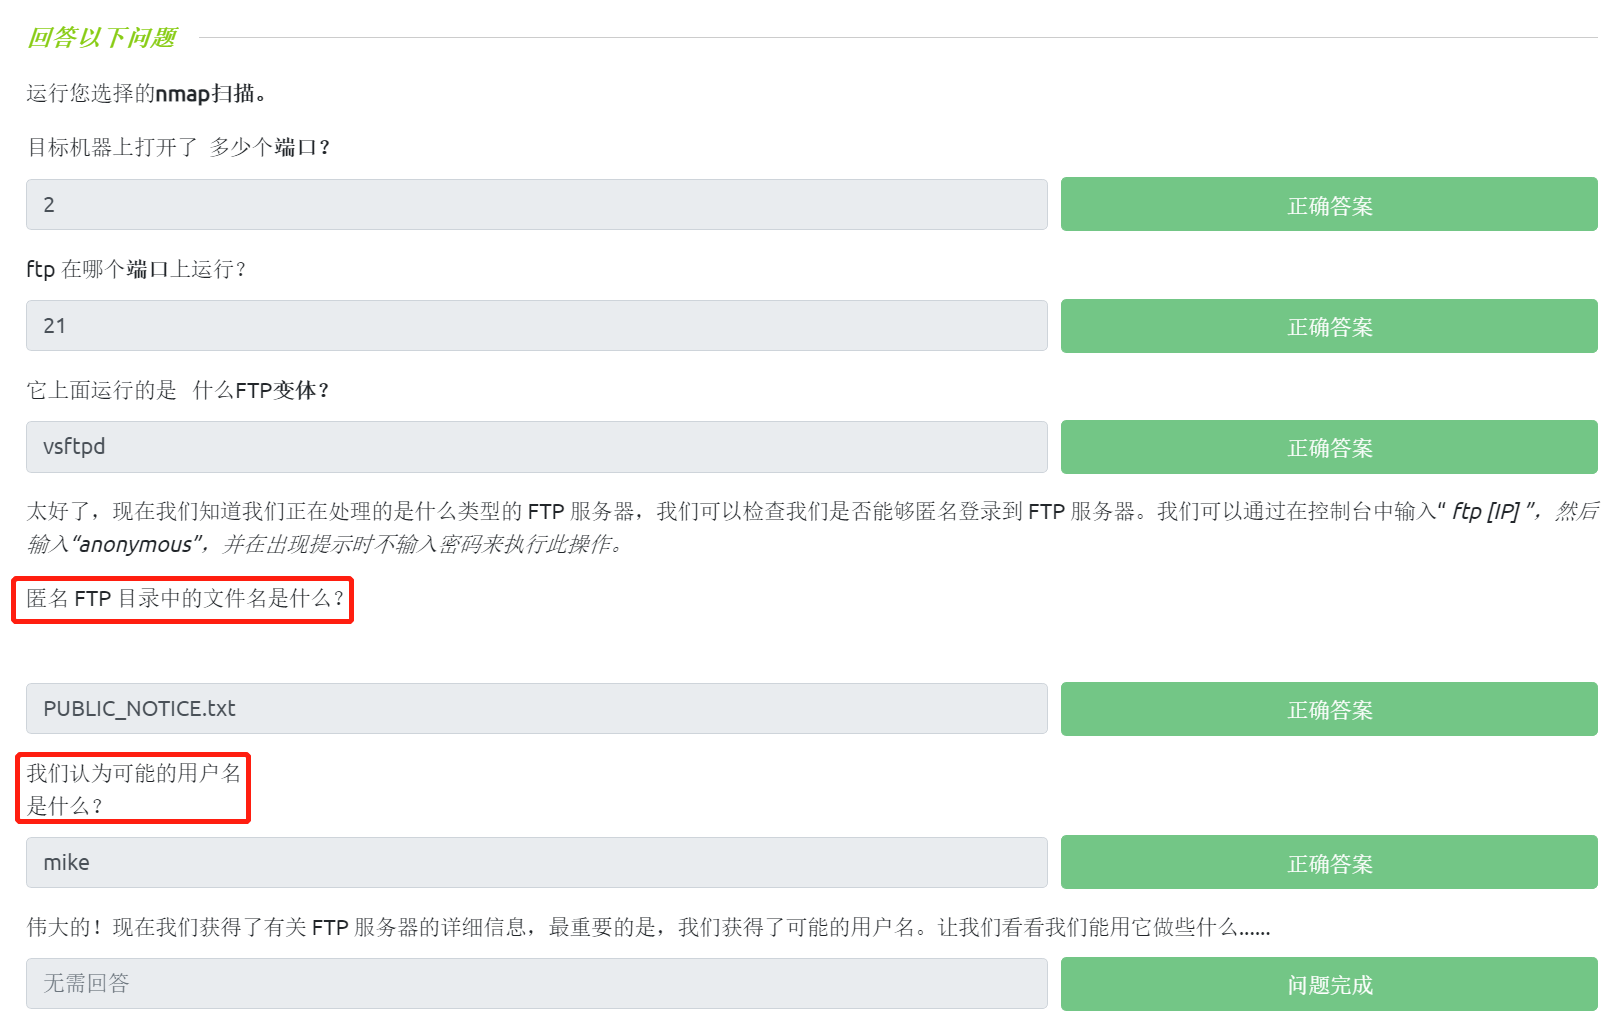 回答以下问题
运行您选择的nmap扫描。
目标机器上打开了 多少个端口？
2
正确答案
ftp 在哪个端口上运行？
21
正确答案
它上面运行的是 什么FTP变体？
vsftpd
正确答案
太好了，现在我们知道我们正在处理的是什么类型的 FTP 服务器，我们可以检查我们是否能够匿名登录到 FTP 服务器。我们可以通过在控制台中输入“ ftp [IP] ”，然后
输入“anonymous”，并在出现提示时不输入密码来执行此操作。
匿名 FTP 目录中的文件名是什么？
PUBLIC_NOTICE.txt
正确答案
我们认为可能的用户名
是什么？
mike
正确答案
伟大的！现在我们获得了有关 FTP 服务器的详细信息，最重要的是，我们获得了可能的用户名。让我们看看我们能用它做些什么......
无需回答
问题完成